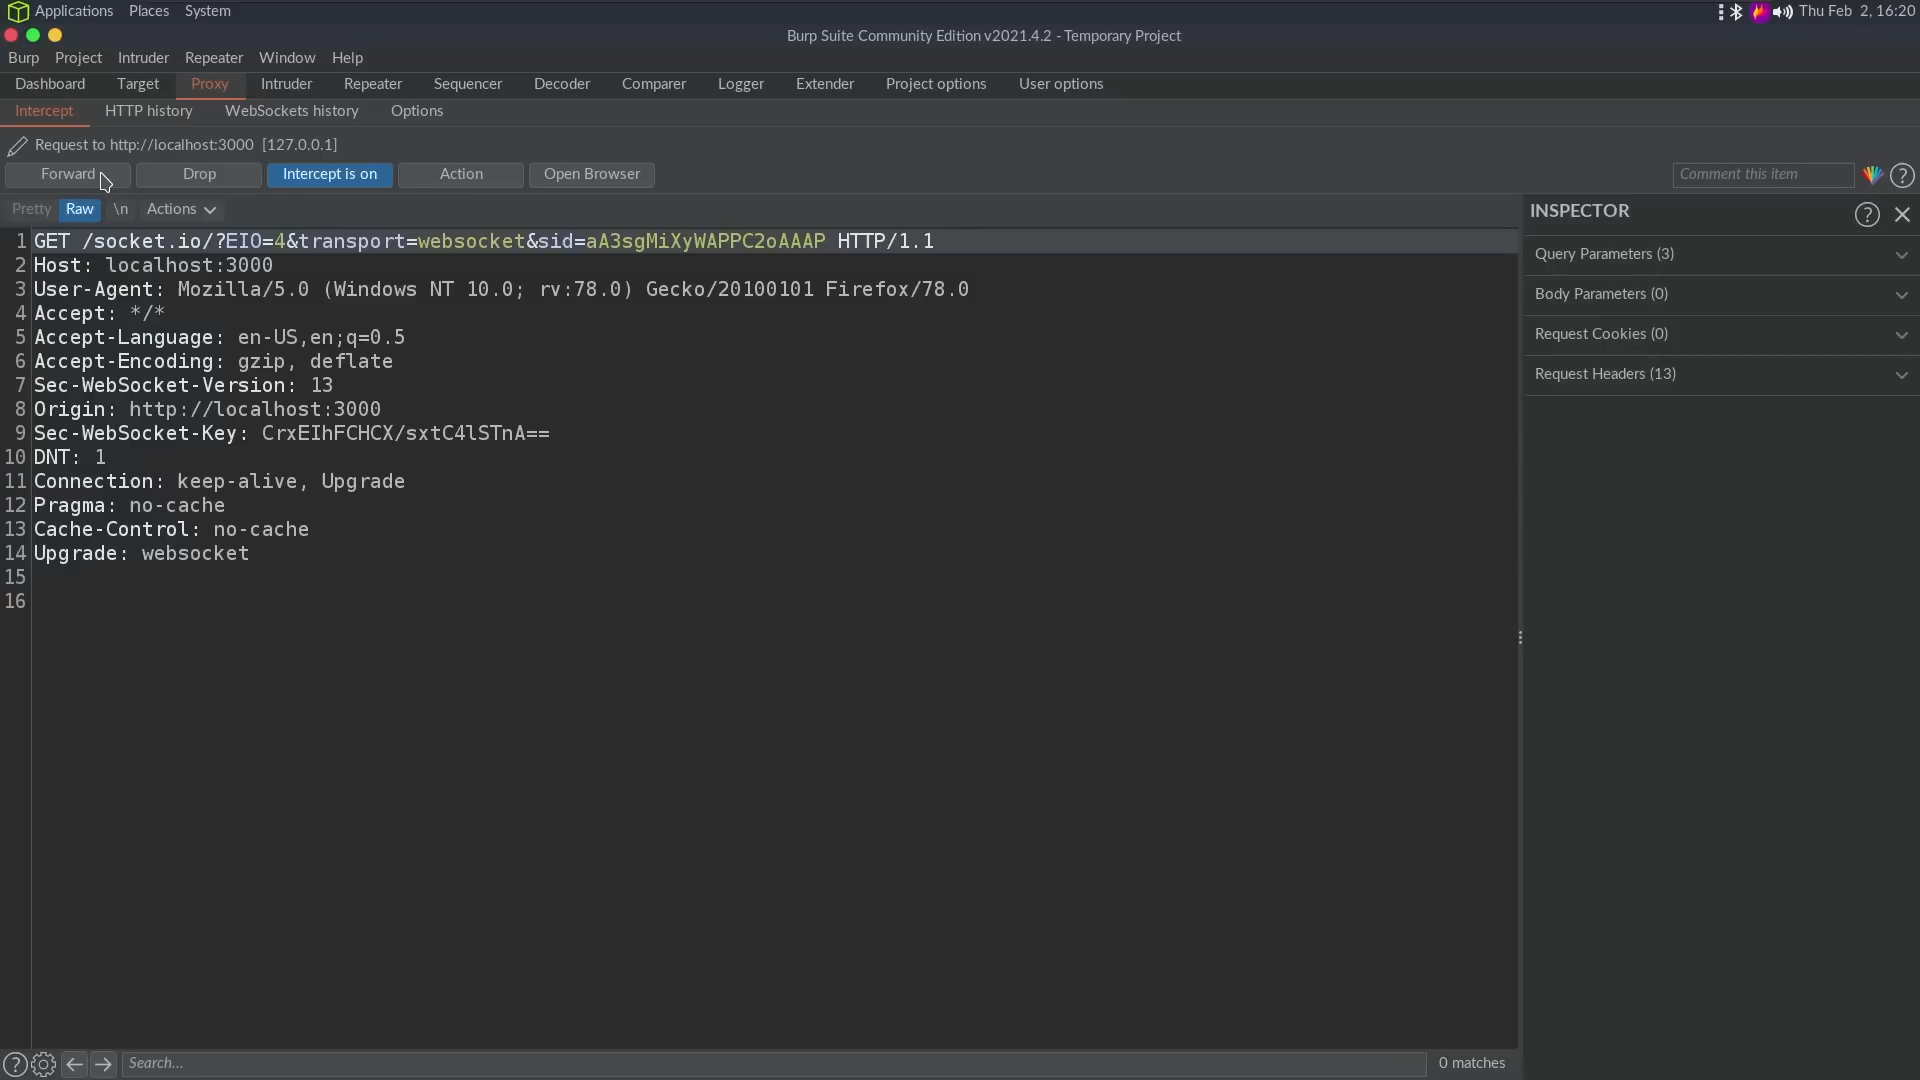 Applications Places System Thu Feb 2, 16:20
Burp Suite Community Edition v2021.4.2 - Temporary Project
Burp Project Intruder Repeater Window Help
Dashboard Target Proxy Intruder Repeater Sequencer Decoder Comparer Logger Extender Project options User options
Intercept HTTP history WebSockets history Options
Request to http://localhost:3000 [127.0.0.1]
Forward Drop Intercept is on Action Open Browser Comment this item ?
Pretty Raw \n Actions
INSPECTOR ?
1 GET /socket.io/?EIO=4&transport=websocket&sid=aA3sgMiXyWAPPC2oAAAP HTTP/1.1
2 Host: localhost:3000
3 User-Agent: Mozilla/5.0 (Windows NT 10.0; rv:78.0) Gecko/20100101 Firefox/78.0
4 Accept: */*
5 Accept-Language: en-US,en;q=0.5
6 Accept-Encoding: gzip, deflate
7 Sec-WebSocket-Version: 13
8 Origin: http://localhost:3000
9 Sec-WebSocket-Key: CrxEIhFCHCX/sxtC4lSTnA==
10 DNT: 1
11 Connection: keep-alive, Upgrade
12 Pragma: no-cache
13 Cache-Control: no-cache
14 Upgrade: websocket
15
16
Query Parameters (3)
Body Parameters (0)
Request Cookies (0)
Request Headers (13)
? Search... 0 matches